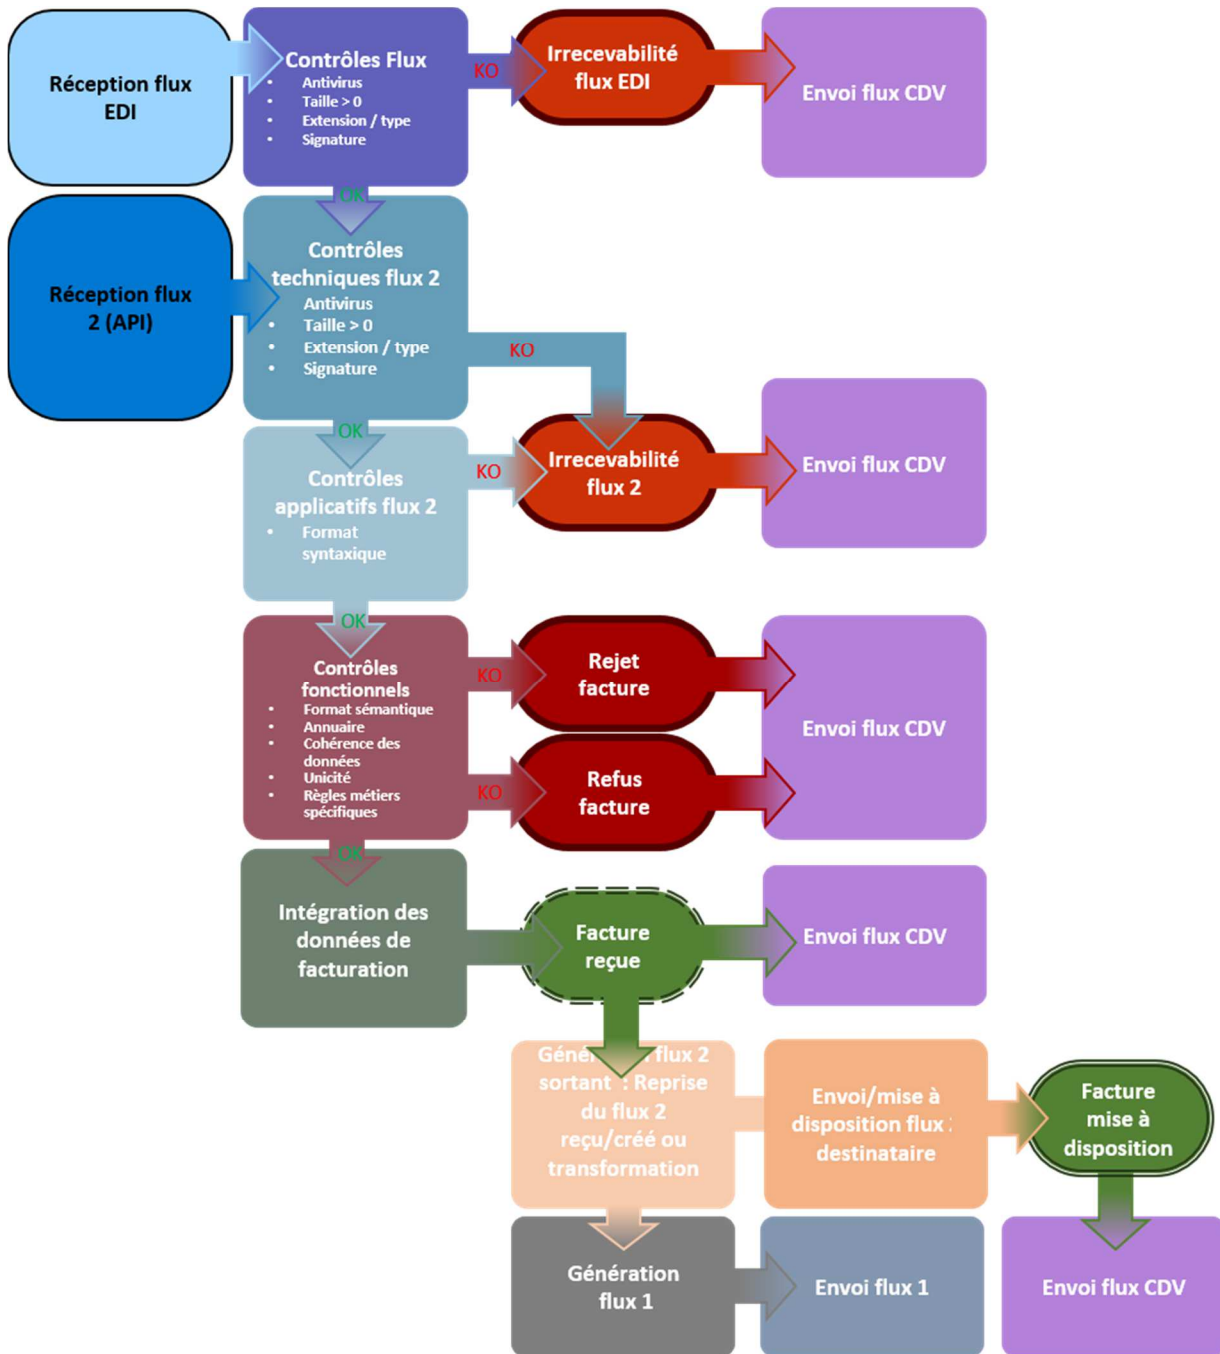 Réception flux
EDI
Contrôles Flux
• Antivirus
• Taille > 0
• Extension / type
• Signature
KO
Irrecevabilité
flux EDI
Envoi flux CDV
OK
Réception flux
2 (API)
Contrôles
techniques flux 2
Antivirus
• Taille > 0
• Extension / type
• Signature
KO
OK
Contrôles
applicatifs flux 2
• Format
syntaxique
KO
Irrecevabilité
flux 2
Envoi flux CDV
OK
Contrôles
fonctionnels
• Format sémantique
• Annuaire
• Cohérence des
données
• Unicité
• Règles métiers
spécifiques
KO
Rejet
facture
KO
Refus
facture
Envoi flux CDV
OK
Intégration des
données de
facturation
Facture
reçue
Envoi flux CDV
flux 2
sortant : Reprise
du flux 2
reçu/créé ou
transformation
Envoi/mise à
disposition flux
destinataire
Facture
mise à
disposition
Génération
flux 1
Envoi flux 1
Envoi flux CDV